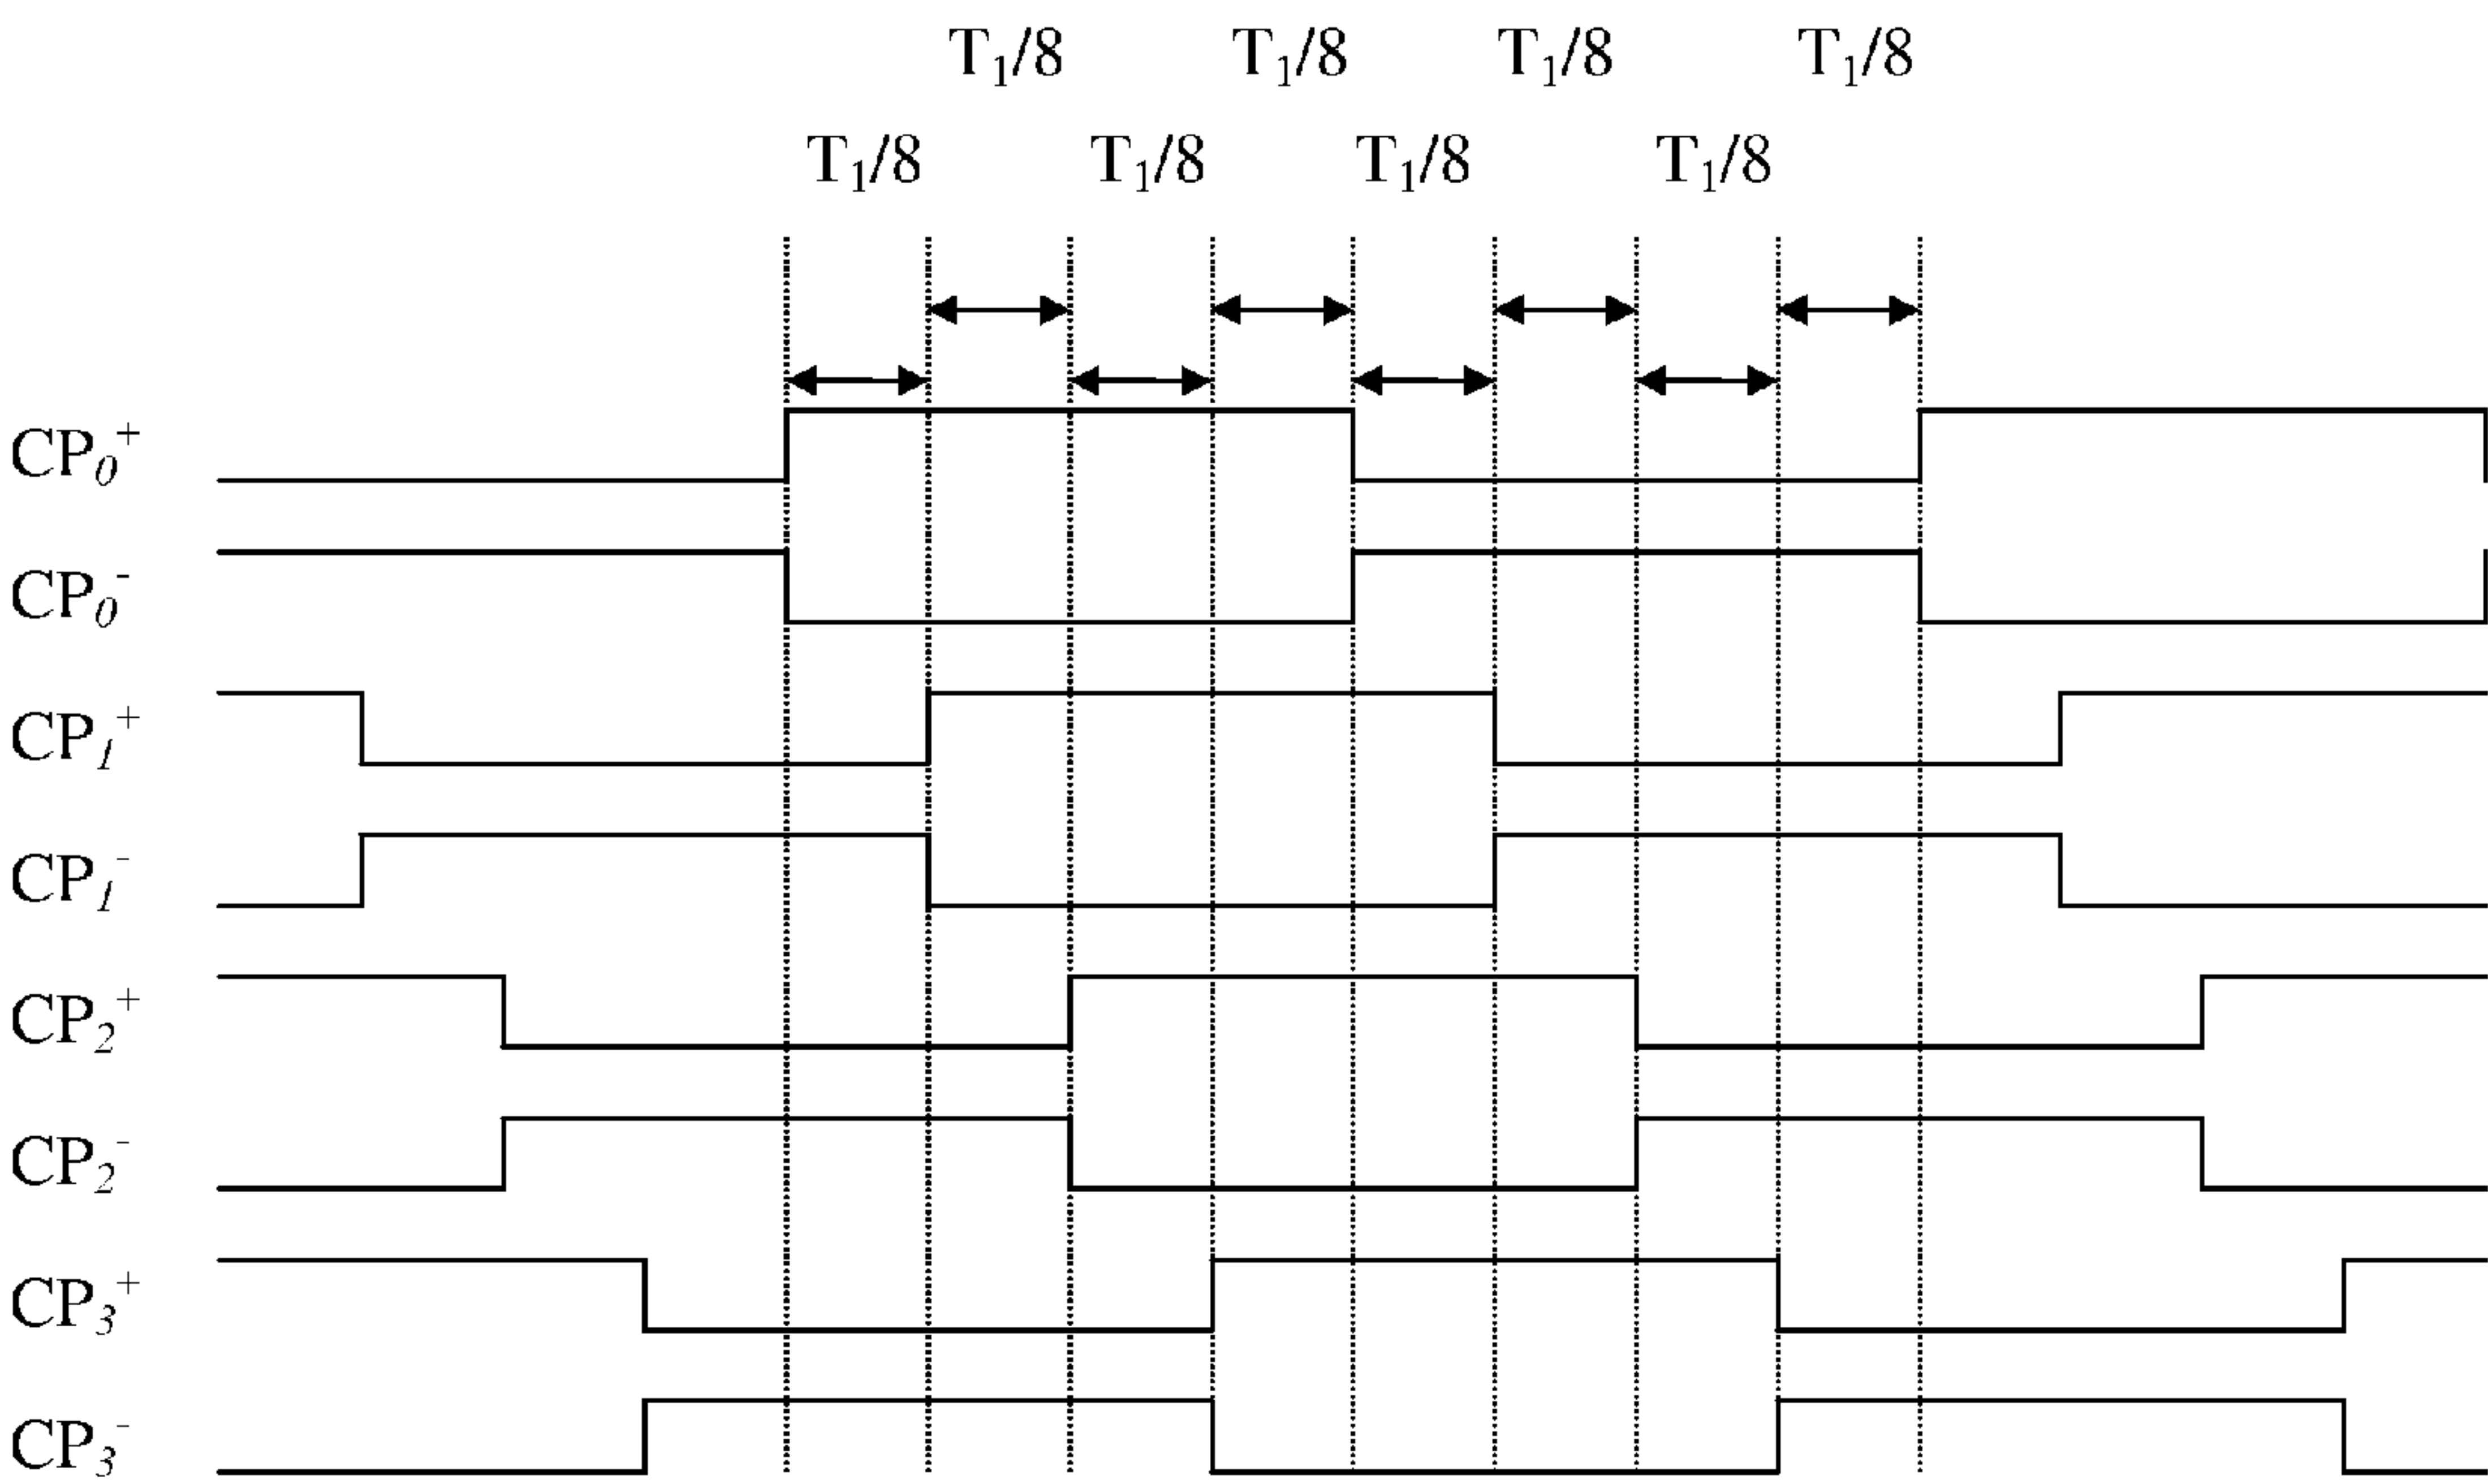 T₁/8 T₁/8 T₁/8 T₁/8
T₁/8 T₁/8 T₁/8 T₁/8
CP₀⁺
CP₀⁻
CP₁⁺
CP₁⁻
CP₂⁺
CP₂⁻
CP₃⁺
CP₃⁻